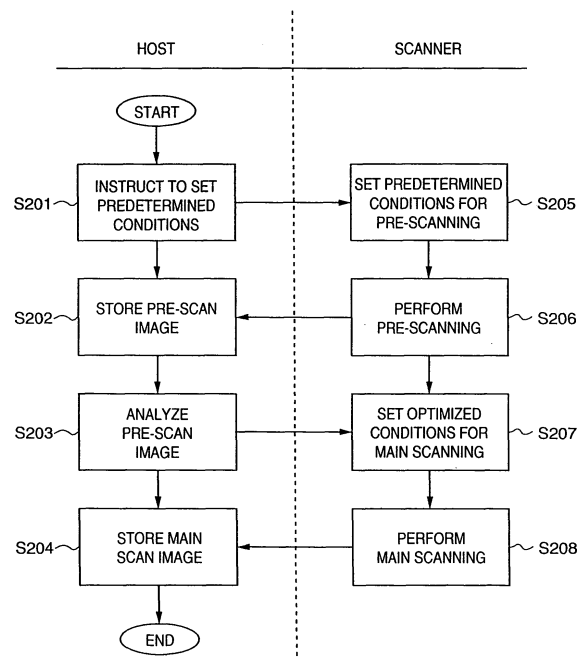 HOST
SCANNER
START
S201
INSTRUCT TO SET
PREDETERMINED
CONDITIONS
SET PREDETERMINED
CONDITIONS FOR
PRE-SCANNING
S205
S202
STORE PRE-SCAN
IMAGE
PERFORM
PRE-SCANNING
S206
S203
ANALYZE
PRE-SCAN
IMAGE
SET OPTIMIZED
CONDITIONS FOR
MAIN SCANNING
S207
S204
STORE MAIN
SCAN IMAGE
PERFORM
MAIN SCANNING
S208
END